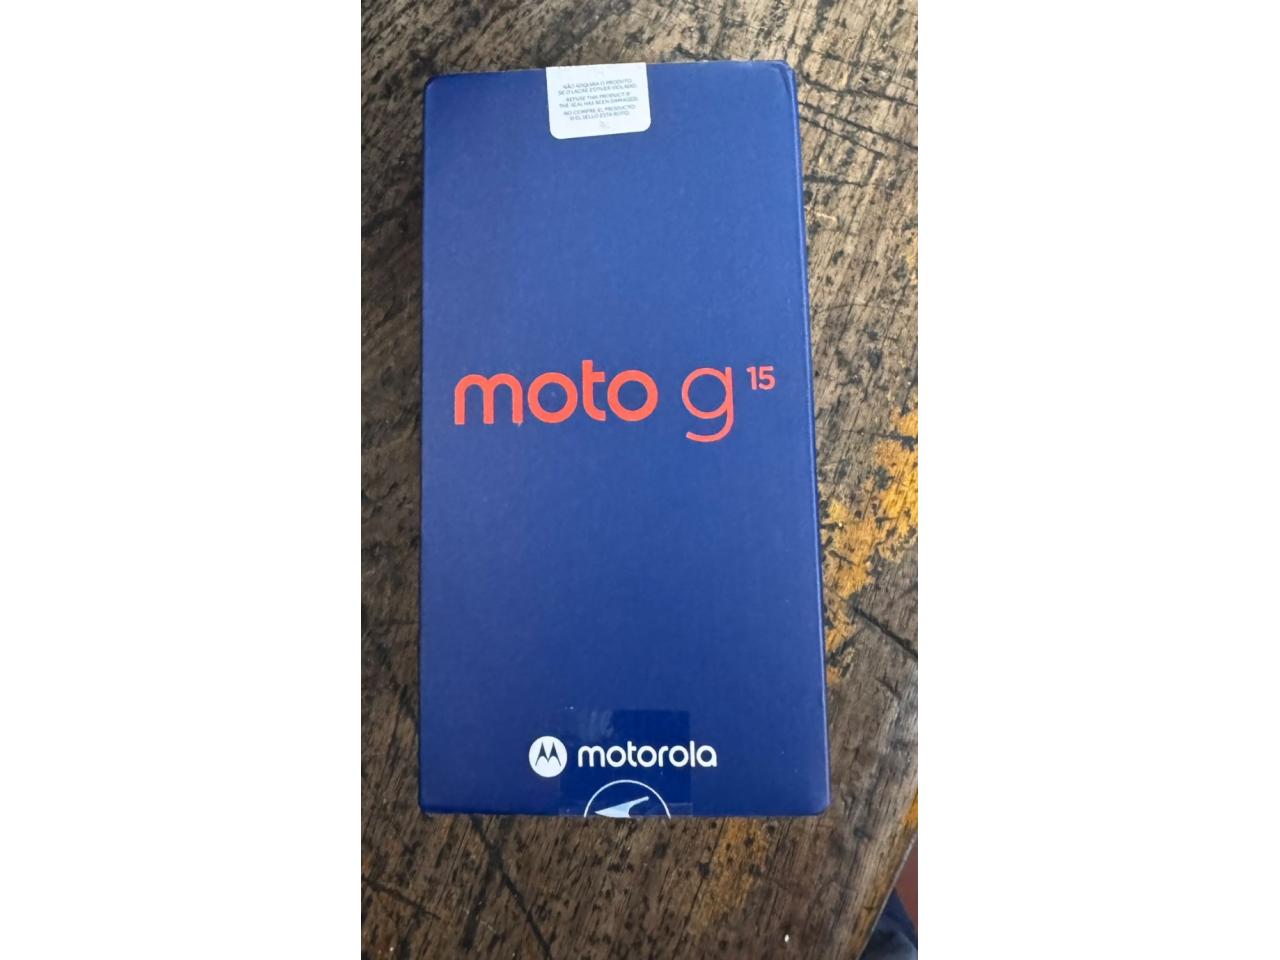 NÃO ADQUIRA O PRODUTO
SE O LACRE ESTIVER VIOLADO.
REFUSE THIS PRODUCT IF
THE SEAL HAS BEEN DAMAGED.
NO COMPRE EL PRODUCTO
SI EL SELLO ESTÁ ROTO.
moto g 15
motorola